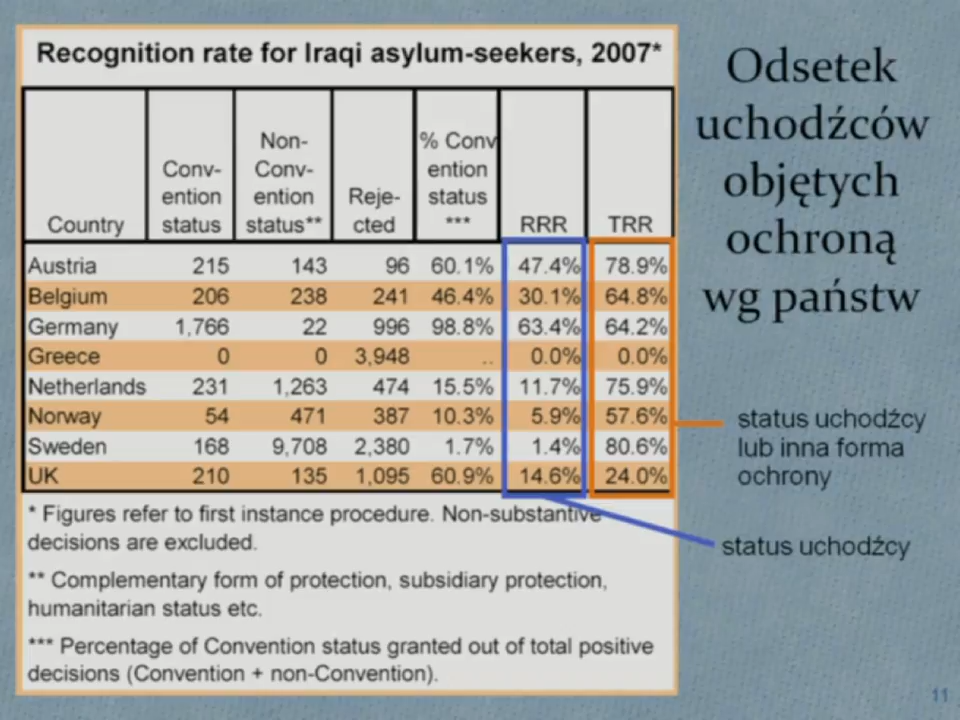 Recognition rate for Iraqi asylum-seekers, 2007*
Country Conv-ention status Non-Conv-ention status** Reje-cted % Conv ention status *** RRR TRR
Austria 215 143 96 60.1% 47.4% 78.9%
Belgium 206 238 241 46.4% 30.1% 64.8%
Germany 1,766 22 996 98.8% 63.4% 64.2%
Greece 0 0 3,948 .. 0.0% 0.0%
Netherlands 231 1,263 474 15.5% 11.7% 75.9%
Norway 54 471 387 10.3% 5.9% 57.6%
Sweden 168 9,708 2,380 1.7% 1.4% 80.6%
UK 210 135 1,095 60.9% 14.6% 24.0%
* Figures refer to first instance procedure. Non-substantive
decisions are excluded.
** Complementary form of protection, subsidiary protection,
humanitarian status etc.
*** Percentage of Convention status granted out of total positive
decisions (Convention + non-Convention).
Odsetek
uchodźców
objętych
ochroną
wg państw
status uchodźcy
lub inna forma
ochrony
status uchodźcy
11